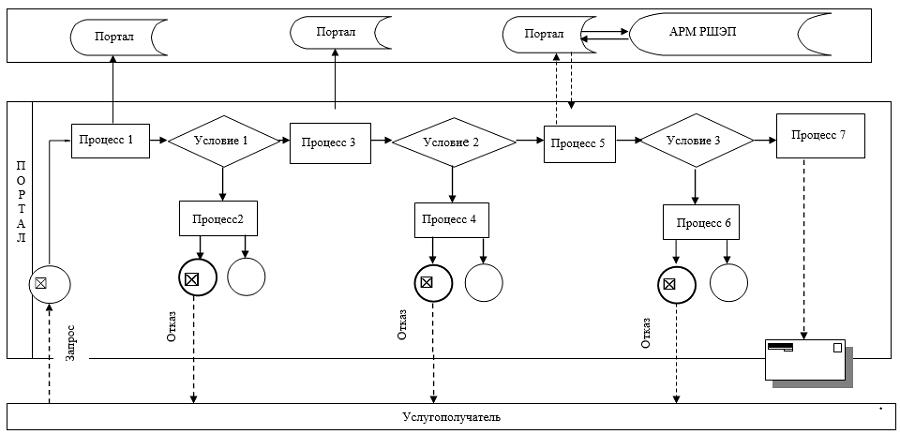 Портал
Портал
Портал
АРМ РШЭП
ПОРТАЛ
Процесс 1
Условие 1
Процесс 3
Условие 2
Процесс 5
Условие 3
Процесс 7
Процесс2
Процесс 4
Процесс 6
Запрос
Отказ
Отказ
Отказ
Услугополучатель